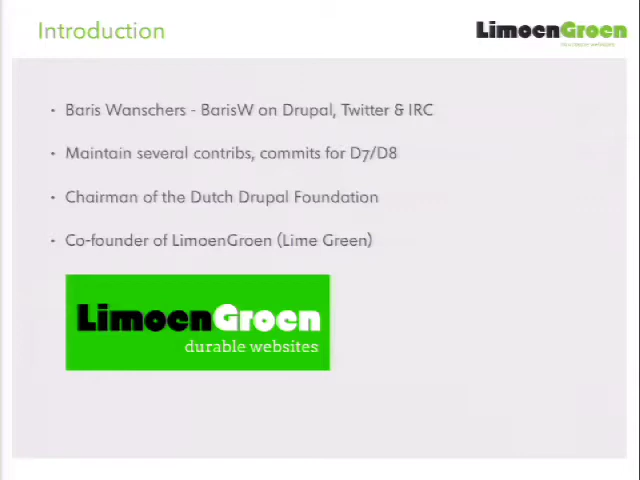 Introduction
LimoenGroen
• Baris Wanschers - BarisW on Drupal, Twitter & IRC
• Maintain several contribs, commits for D7/D8
• Chairman of the Dutch Drupal Foundation
• Co-founder of LimoenGroen (Lime Green)
LimoenGroen
durable websites